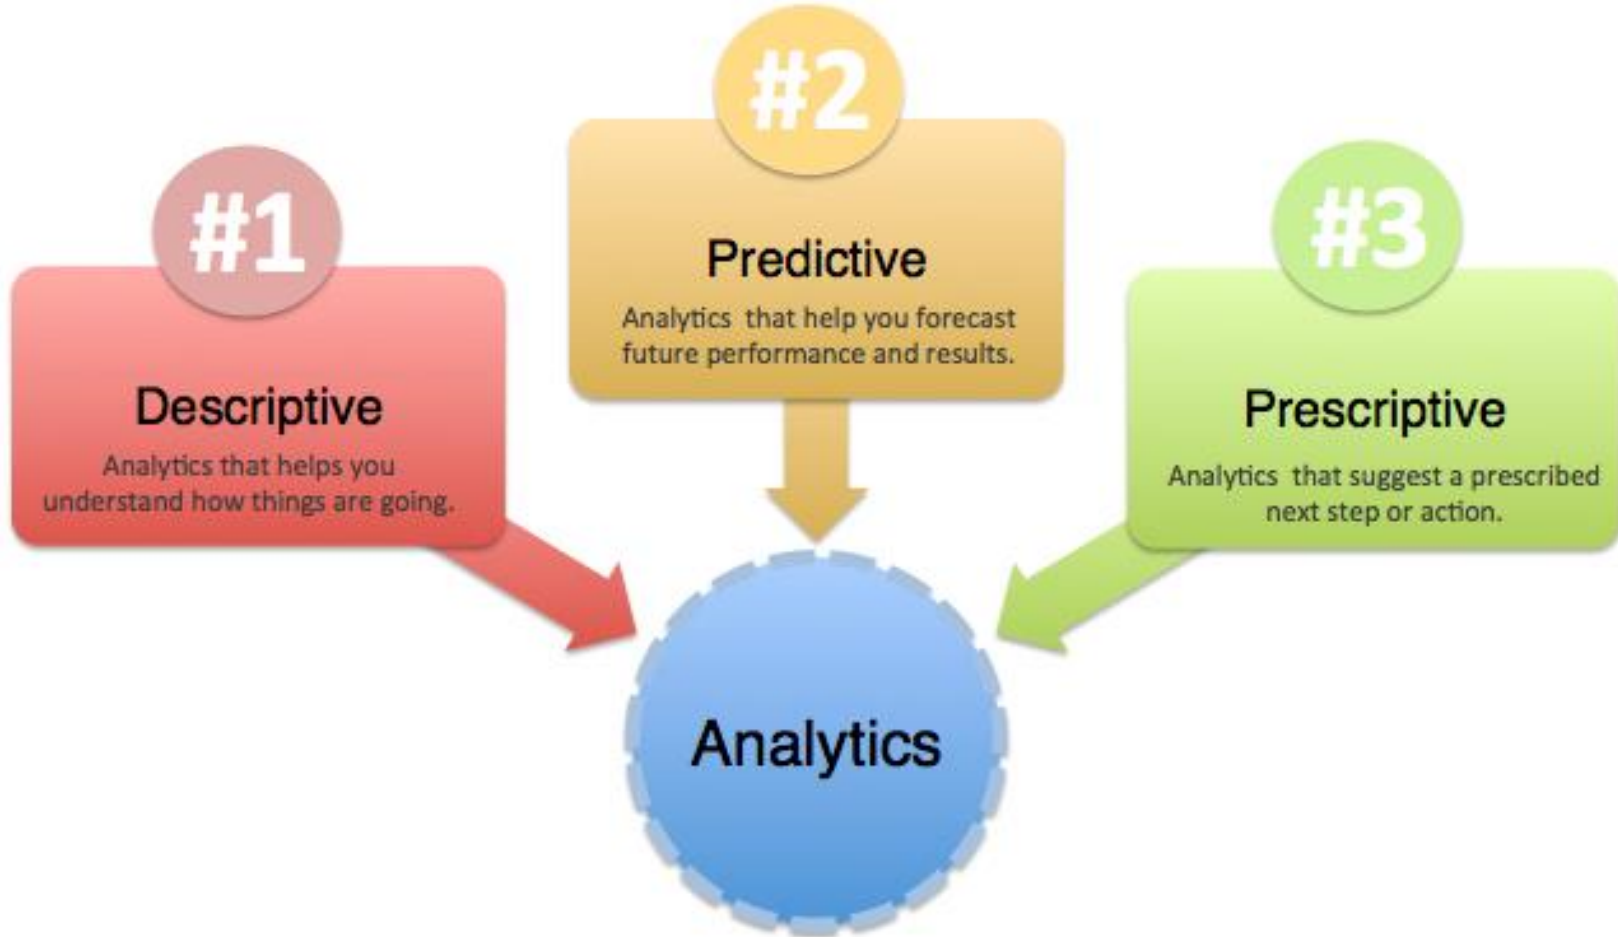 #1
Descriptive
Analytics that helps you
understand how things are going.
#2
Predictive
Analytics that help you forecast
future performance and results.
#3
Prescriptive
Analytics that suggest a prescribed
next step or action.
Analytics